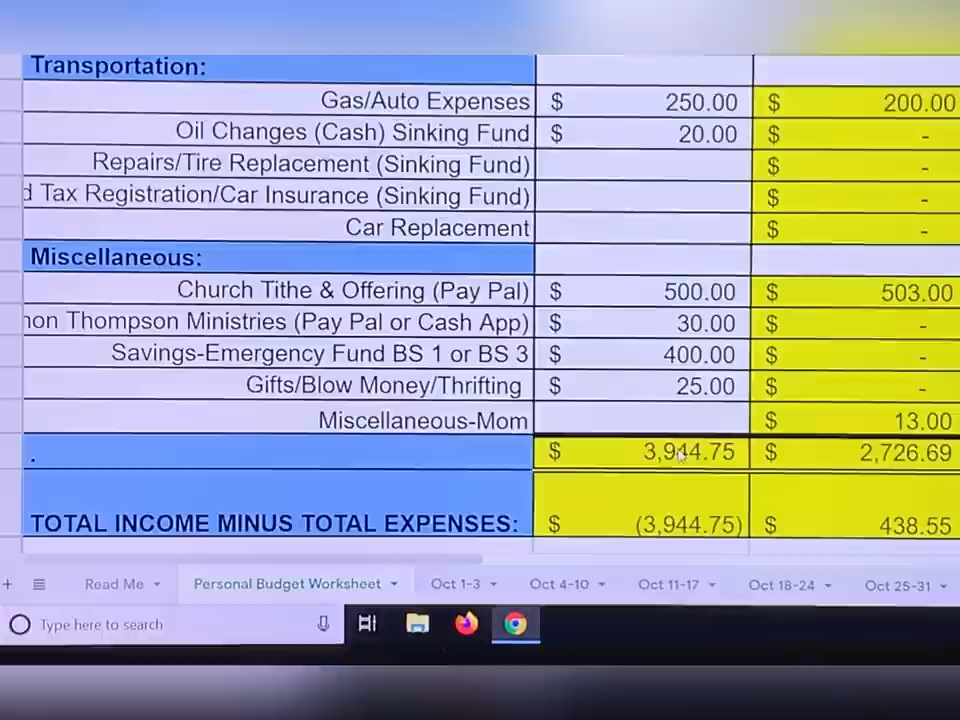 Transportation:
Gas/Auto Expenses $ 250.00 $ 200.00
Oil Changes (Cash) Sinking Fund $ 20.00 $ -
Repairs/Tire Replacement (Sinking Fund) $ -
Tax Registration/Car Insurance (Sinking Fund) $ -
Car Replacement $ -
Miscellaneous:
Church Tithe & Offering (Pay Pal) $ 500.00 $ 503.00
Thompson Ministries (Pay Pal or Cash App) $ 30.00 $ -
Savings-Emergency Fund BS 1 or BS 3 $ 400.00 $ -
Gifts/Blow Money/Thrifting $ 25.00 $ -
Miscellaneous-Mom $ 13.00
. $ 3,944.75 $ 2,726.69
TOTAL INCOME MINUS TOTAL EXPENSES: $ (3,944.75) $ 438.55
+ Read Me Personal Budget Worksheet Oct 1-3 Oct 4-10 Oct 11-17 Oct 18-24 Oct 25-31
Type here to search